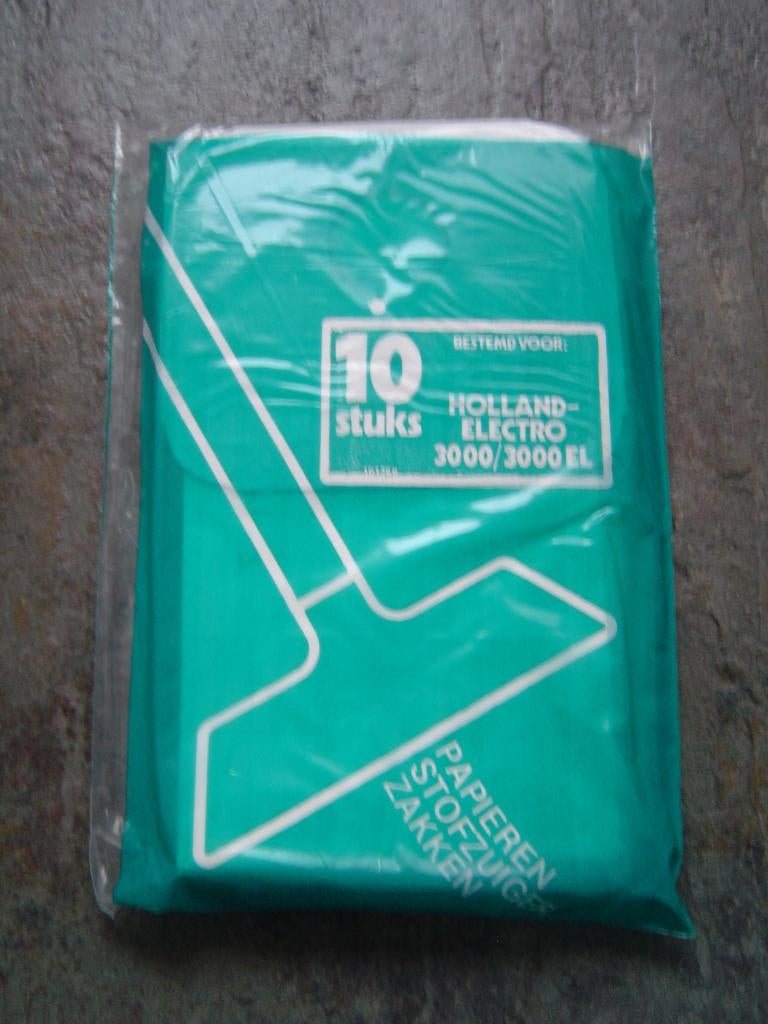 10
stuks
BESTEMD VOOR:
HOLLAND-
ELECTRO
3000/3000 EL
PAPIEREN
STOFZUIGER
ZAKKEN